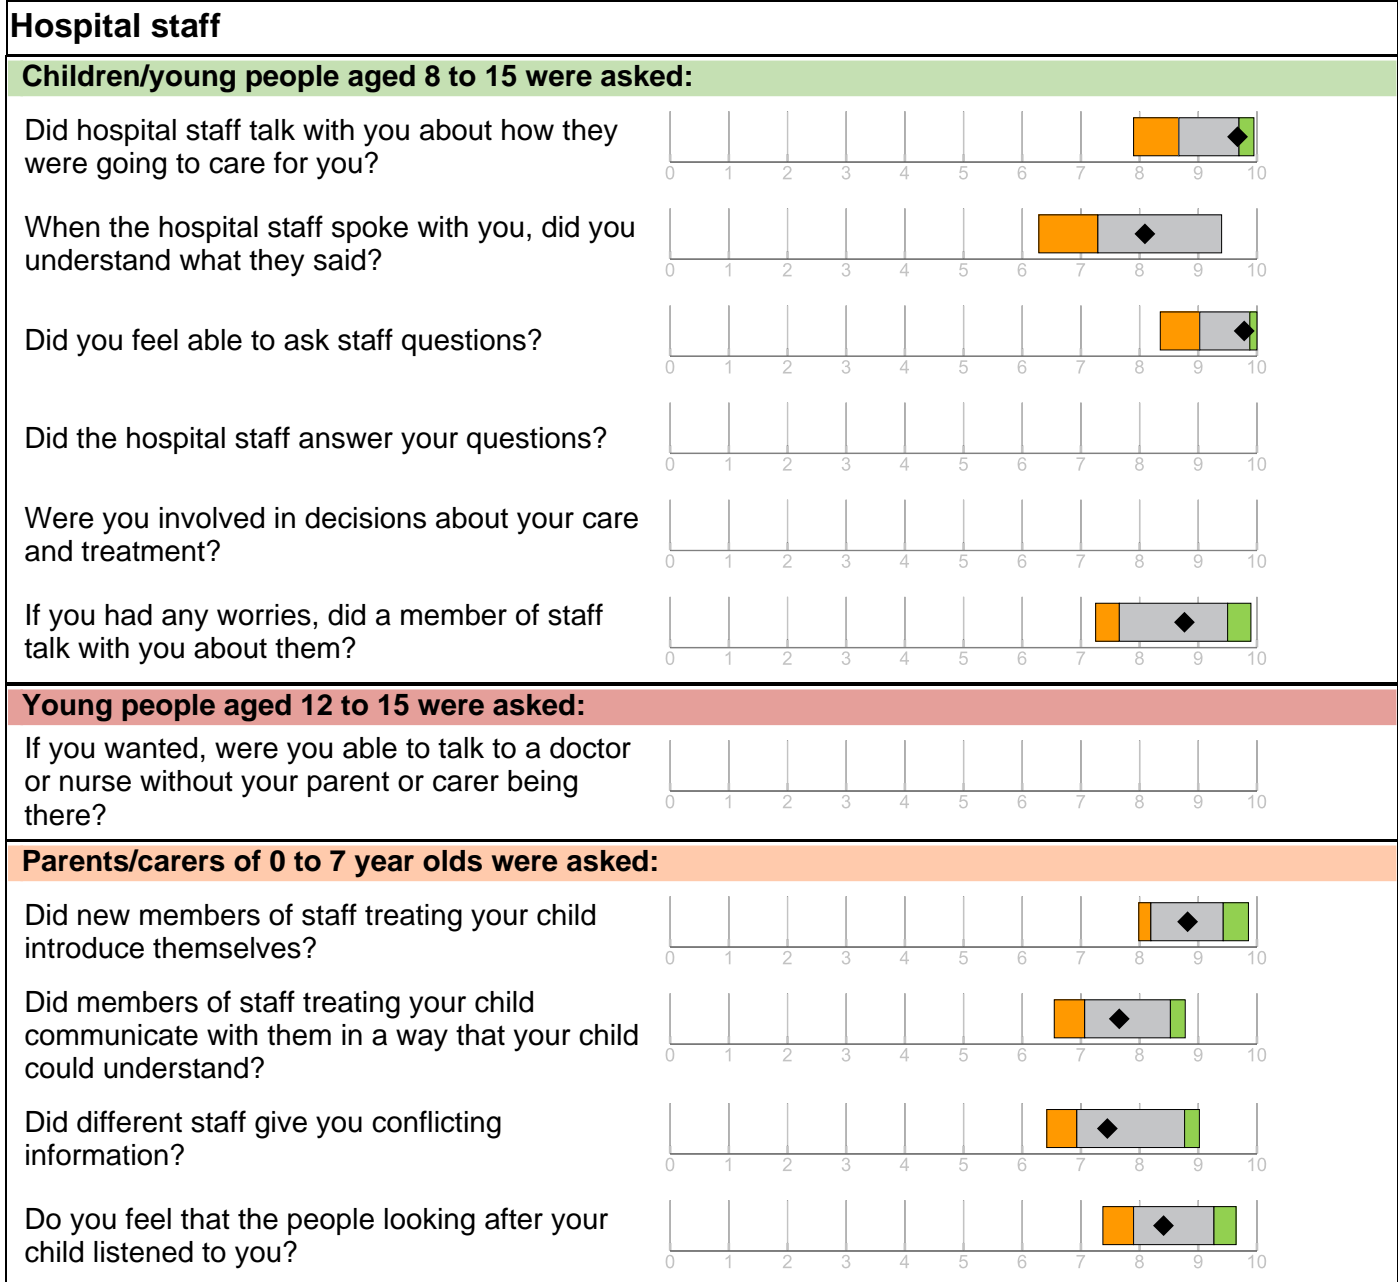 Hospital staff
Children/young people aged 8 to 15 were asked:
Did hospital staff talk with you about how they
were going to care for you?
0 1 2 3 4 5 6 7 8 9 10
When the hospital staff spoke with you, did you
understand what they said?
0 1 2 3 4 5 6 7 8 9 10
Did you feel able to ask staff questions?
0 1 2 3 4 5 6 7 8 9 10
Did the hospital staff answer your questions?
0 1 2 3 4 5 6 7 8 9 10
Were you involved in decisions about your care
and treatment?
0 1 2 3 4 5 6 7 8 9 10
If you had any worries, did a member of staff
talk with you about them?
0 1 2 3 4 5 6 7 8 9 10
Young people aged 12 to 15 were asked:
If you wanted, were you able to talk to a doctor
or nurse without your parent or carer being
there?
0 1 2 3 4 5 6 7 8 9 10
Parents/carers of 0 to 7 year olds were asked:
Did new members of staff treating your child
introduce themselves?
0 1 2 3 4 5 6 7 8 9 10
Did members of staff treating your child
communicate with them in a way that your child
could understand?
0 1 2 3 4 5 6 7 8 9 10
Did different staff give you conflicting
information?
0 1 2 3 4 5 6 7 8 9 10
Do you feel that the people looking after your
child listened to you?
0 1 2 3 4 5 6 7 8 9 10